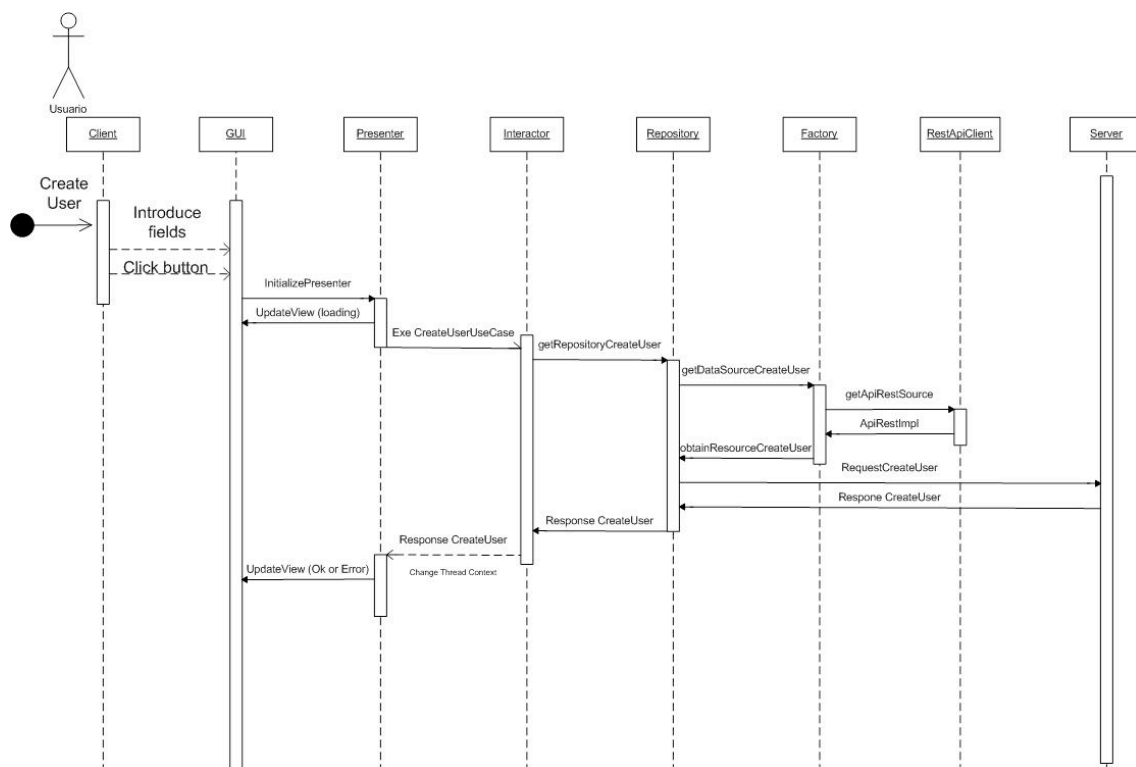 Usuario
Client
GUI
Presenter
Interactor
Repository
Factory
RestApiClient
Server
Create
User
Introduce
fields
Click button
InitializePresenter
UpdateView (loading)
Exe CreateUserUseCase
getRepositoryCreateUser
getDataSourceCreateUser
getApiRestSource
ApiRestImpl
obtainResourceCreateUser
RequestCreateUser
Respone CreateUser
Response CreateUser
Response CreateUser
Change Thread Context
UpdateView (Ok or Error)